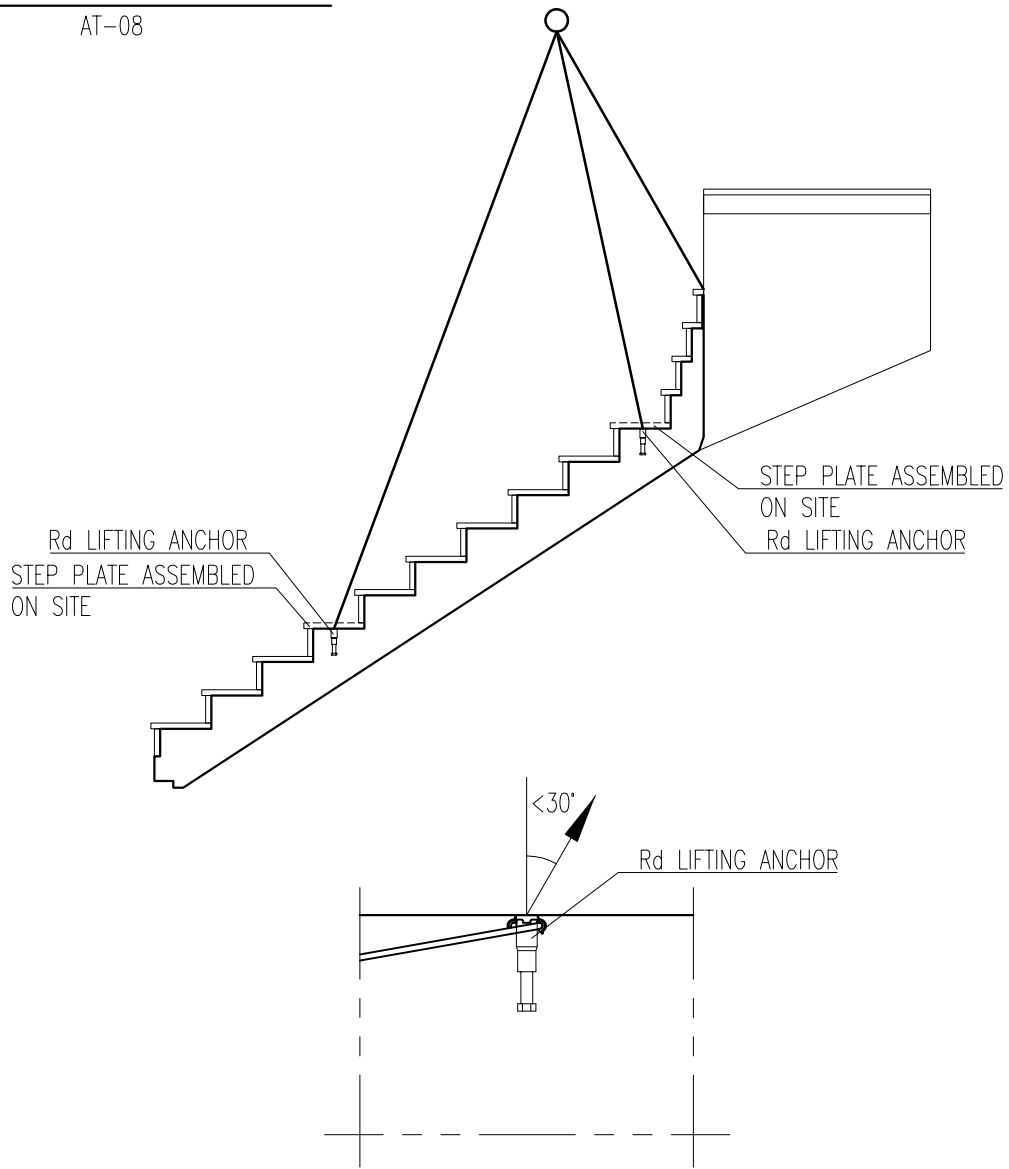 AT-08
STEP PLATE ASSEMBLED
ON SITE
Rd LIFTING ANCHOR
Rd LIFTING ANCHOR
STEP PLATE ASSEMBLED
ON SITE
<30°
Rd LIFTING ANCHOR